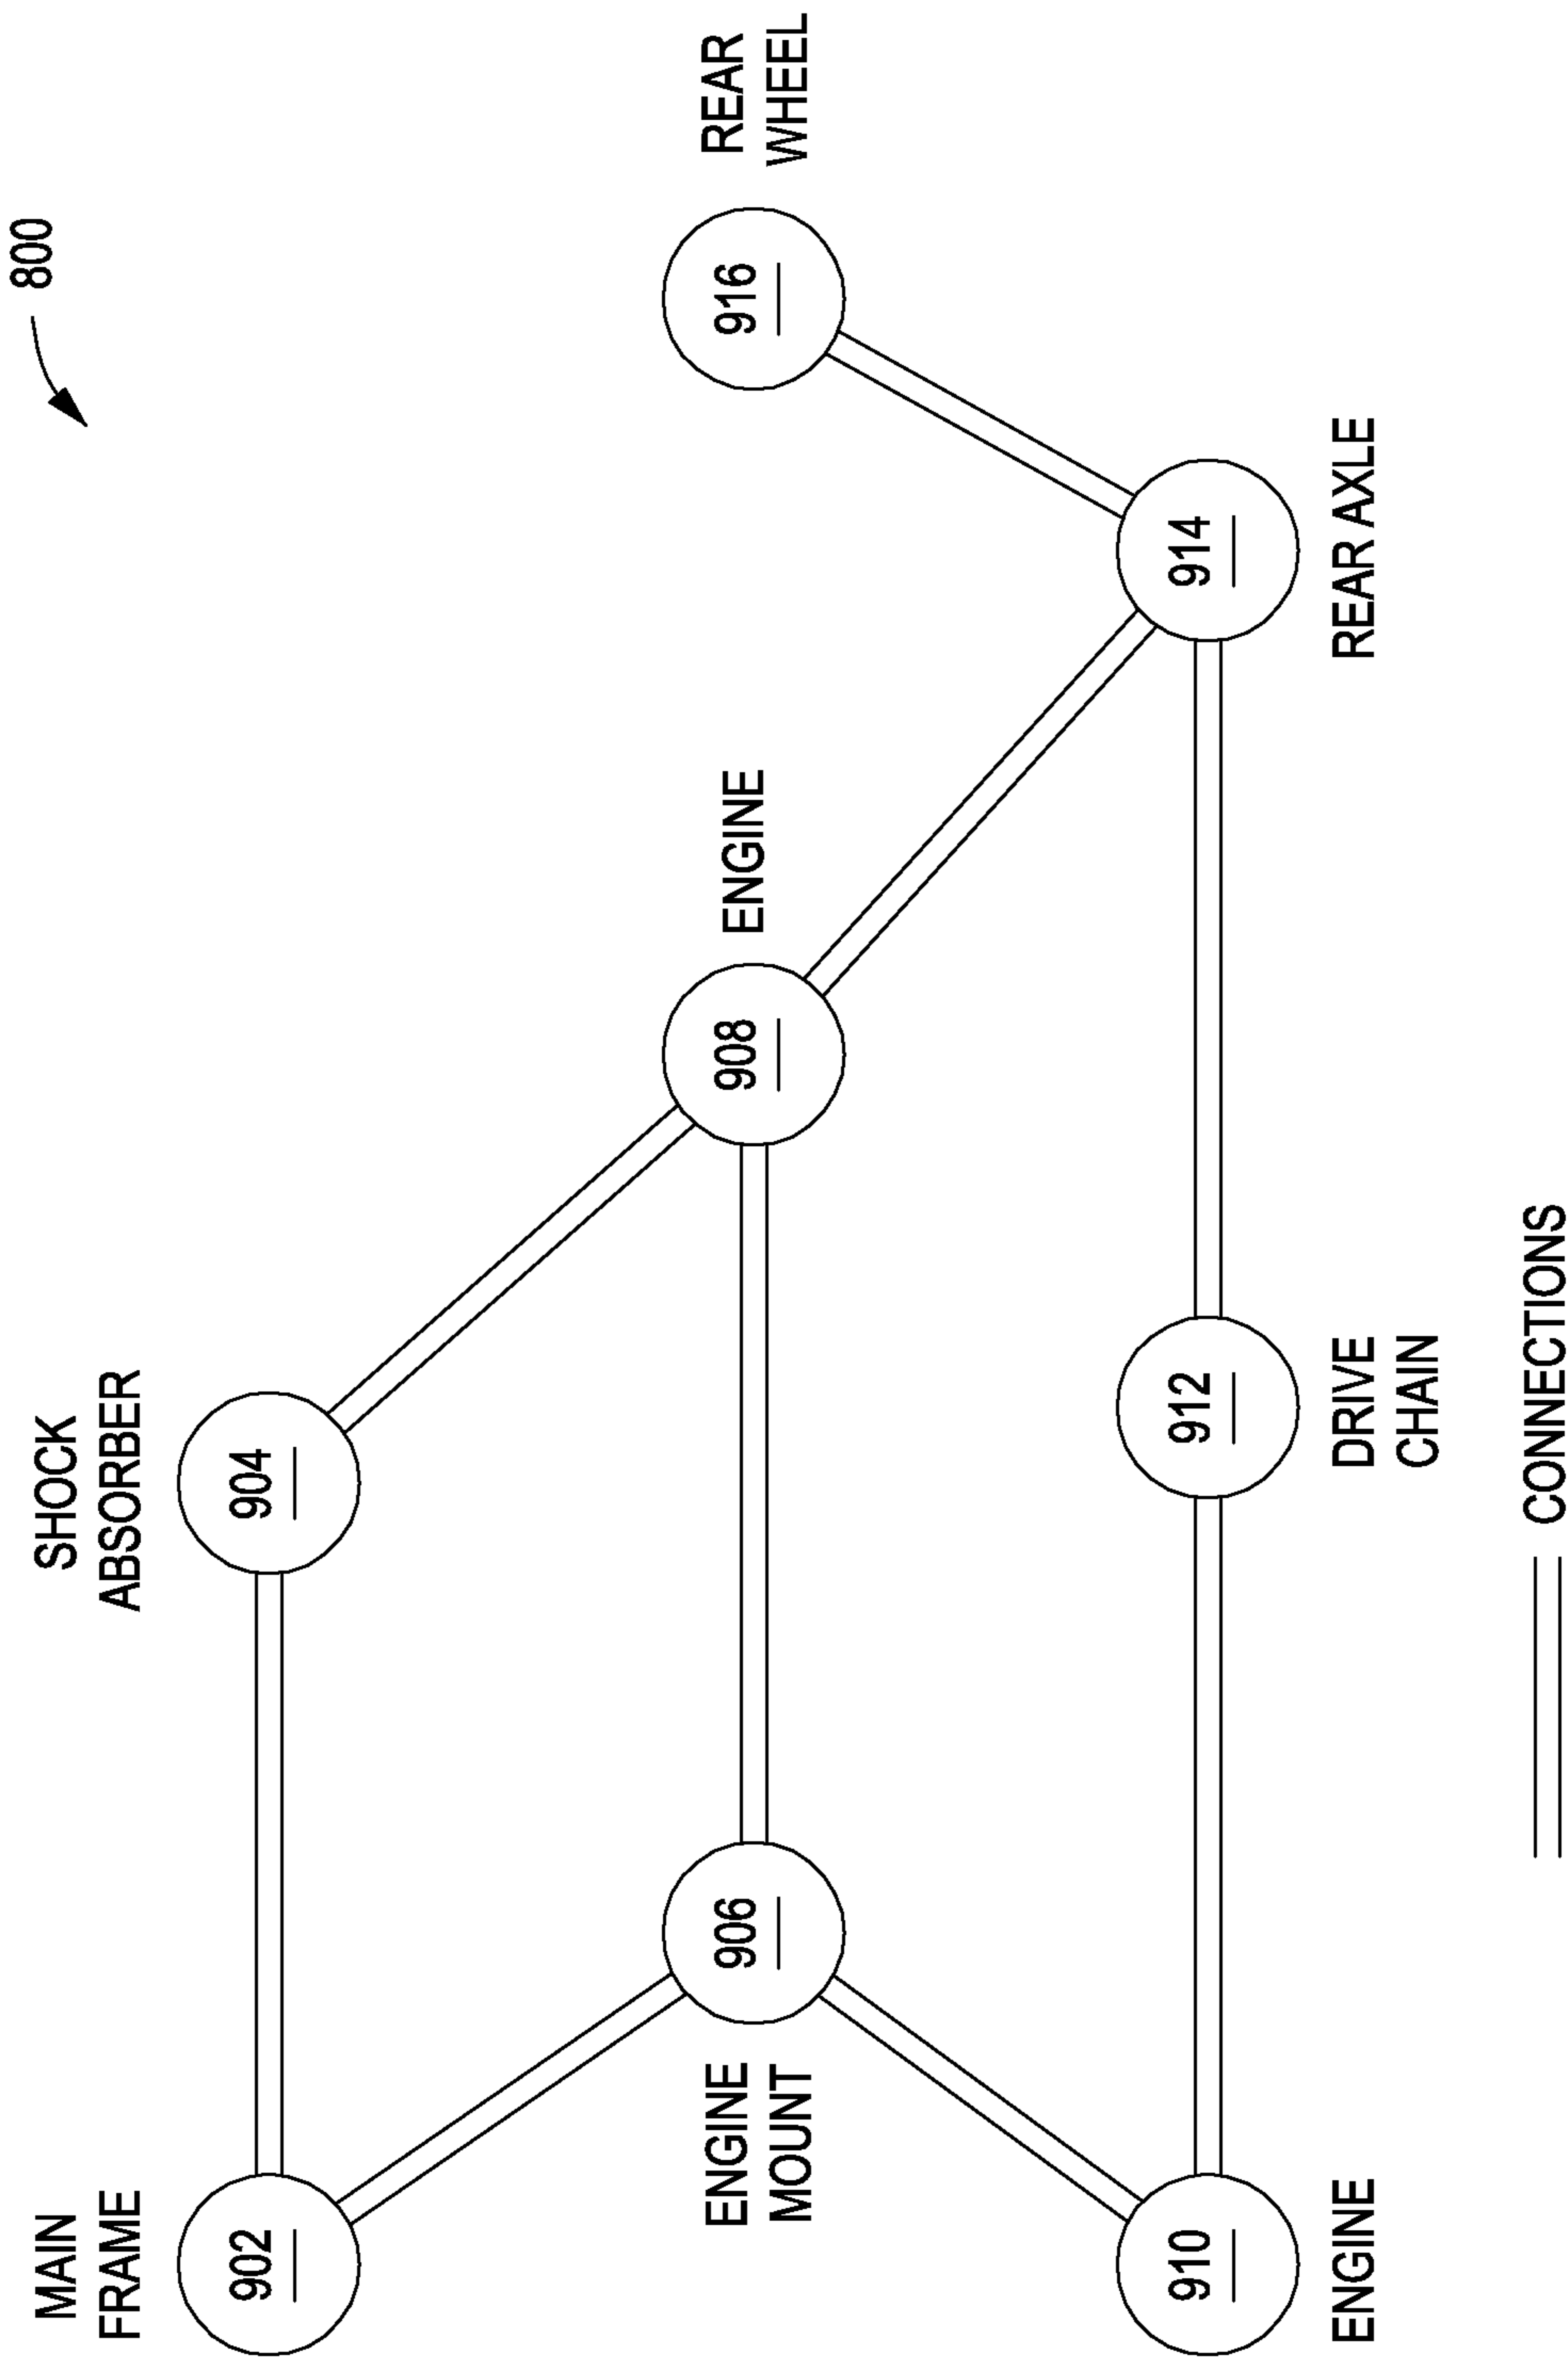 800
MAIN
FRAME
902
SHOCK
ABSORBER
904
ENGINE
MOUNT
906
908
ENGINE
916
REAR
WHEEL
910
ENGINE
912
DRIVE
CHAIN
914
REAR AXLE
CONNECTIONS